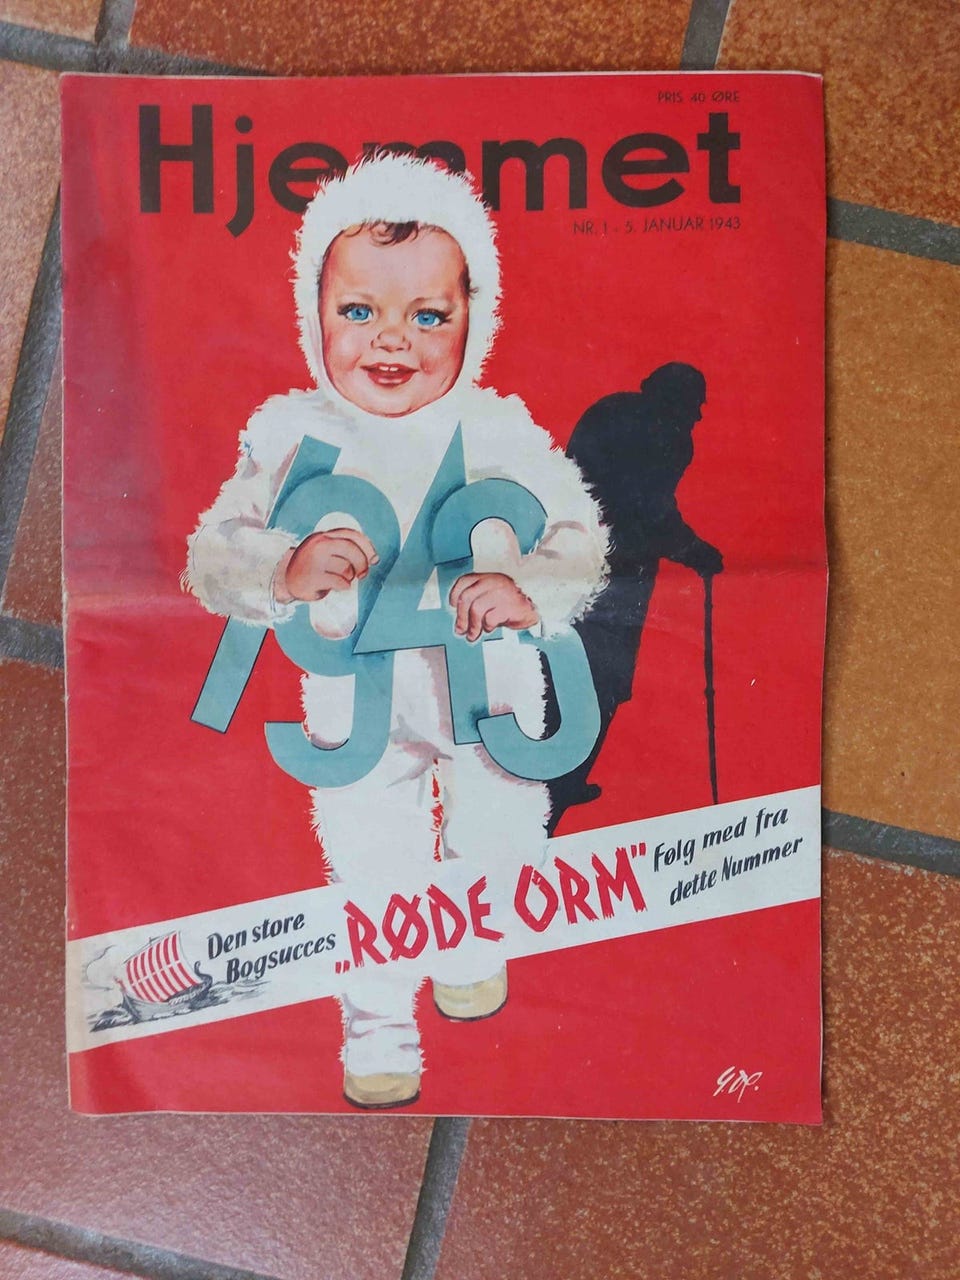 PRIS 40 ØRE
Hjemmet
NR. 1 - 5. JANUAR 1943
1943
Den store
Bogsucces
„RØDE ORM”
Følg med fra
dette Nummer